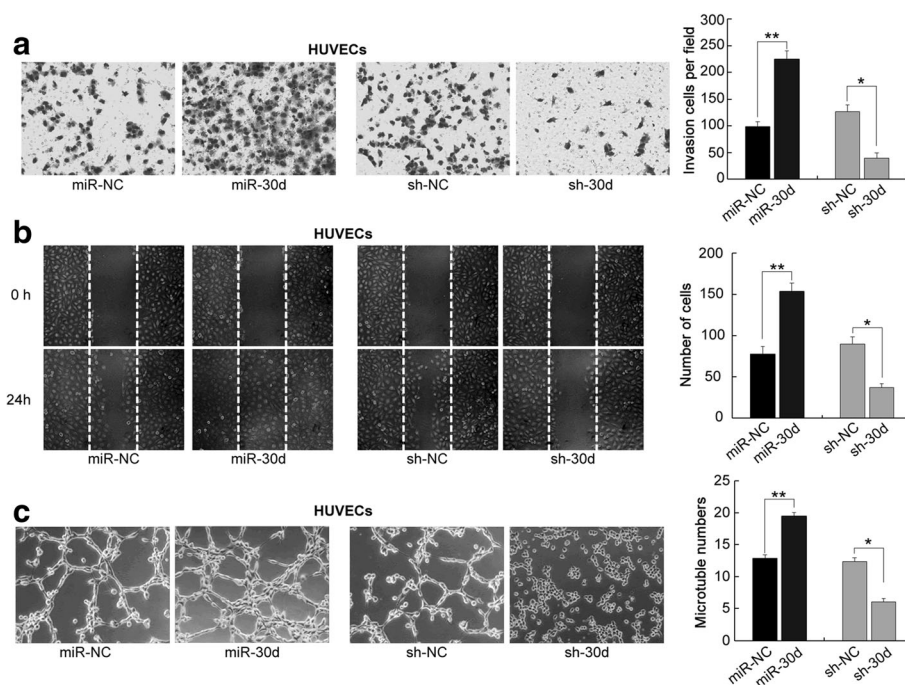 a
HUVECs
miR-NC miR-30d sh-NC sh-30d
Invasion cells per field
300
250
200
150
100
50
0
**
*
miR-NC miR-30d sh-NC sh-30d
b
HUVECs
0 h
24h
miR-NC miR-30d sh-NC sh-30d
Number of cells
200
150
100
50
0
**
*
miR-NC miR-30d sh-NC sh-30d
c
HUVECs
miR-NC miR-30d sh-NC sh-30d
Microtuble numbers
25
20
15
10
5
0
**
*
miR-NC miR-30d sh-NC sh-30d